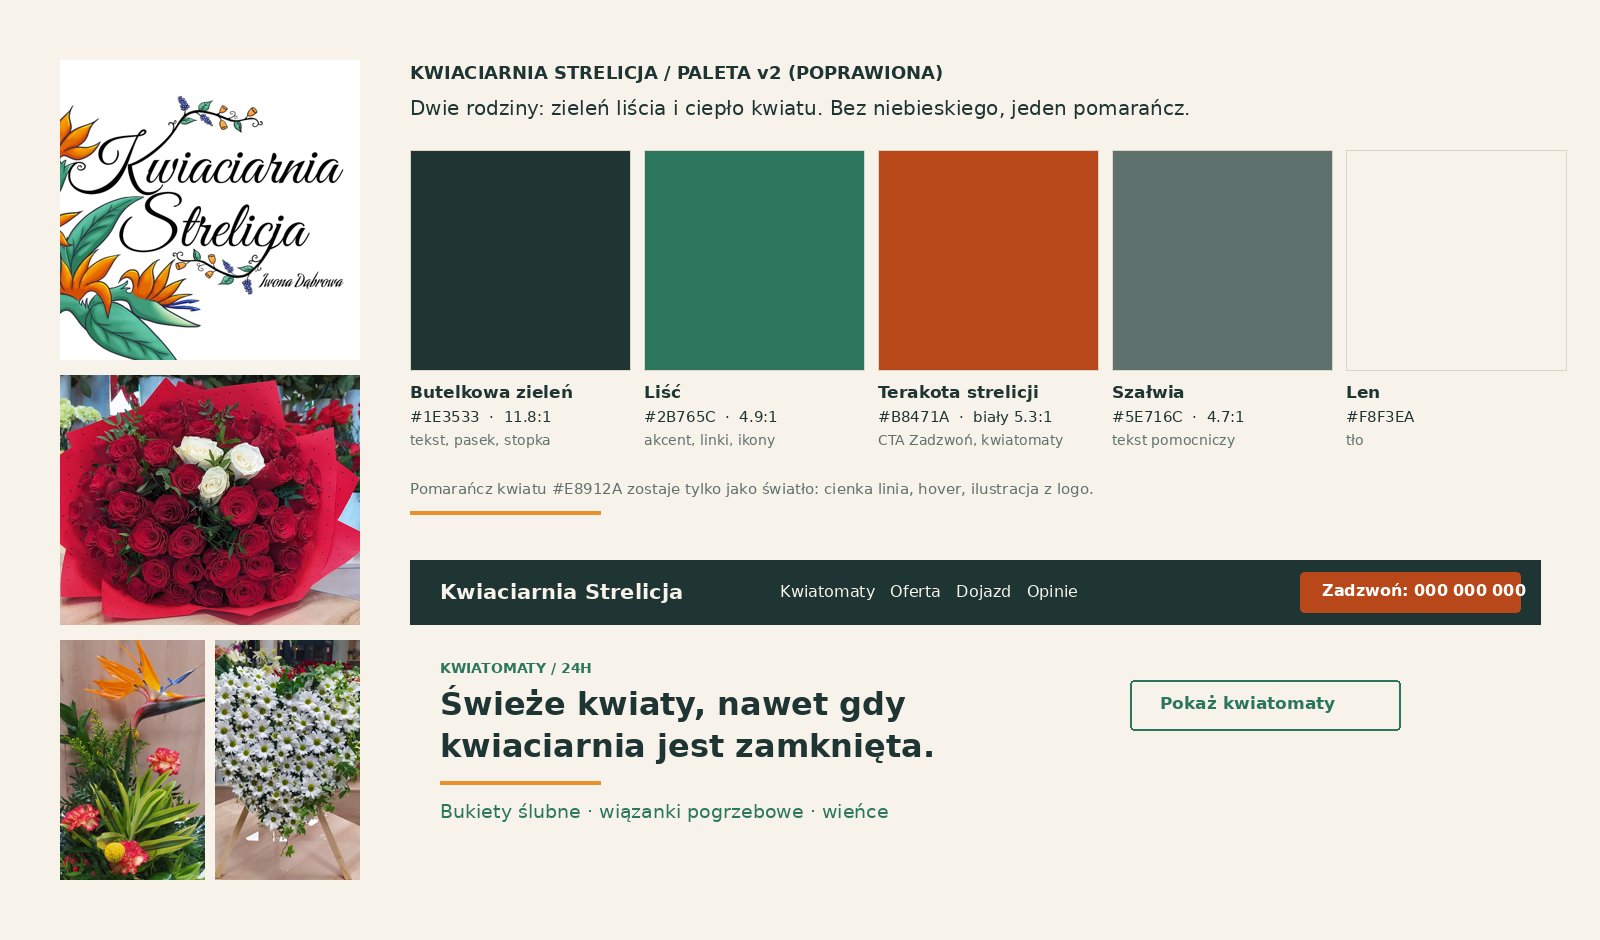 Kwiaciarnia
Strelicja
Iwona Dąbrowa
KWIACIARNIA STRELICJA / PALETA v2 (POPRAWIONA)
Dwie rodziny: zieleń liścia i ciepło kwiatu. Bez niebieskiego, jeden pomarańcz.
Butelkowa zieleń
#1E3533 · 11.8:1
tekst, pasek, stopka
Liść
#2B765C · 4.9:1
akcent, linki, ikony
Terakota strelicji
#B8471A · biały 5.3:1
CTA Zadzwoń, kwiatomaty
Szałwia
#5E716C · 4.7:1
tekst pomocniczy
Len
#F8F3EA
tło
Pomarańcz kwiatu #E8912A zostaje tylko jako światło: cienka linia, hover, ilustracja z logo.
Kwiaciarnia Strelicja
Kwiatomaty Oferta Dojazd Opinie
Zadzwoń: 000 000 000
KWIATOMATY / 24H
Świeże kwiaty, nawet gdy
kwiaciarnia jest zamknięta.
Bukiety ślubne · wiązanki pogrzebowe · wieńce
Pokaż kwiatomaty